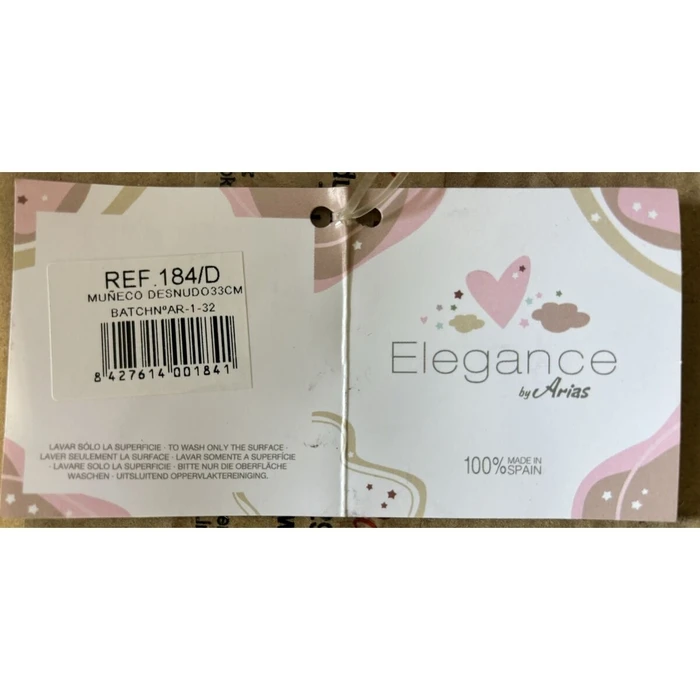 REF.184/D
MUÑECO DESNUDO33CM
BATCHNºAR-1-32
8 427614 001841
LAVAR SÓLO LA SUPERFICIE · TO WASH ONLY THE SURFACE ·
LAVER SEULEMENT LA SURFACE · LAVAR SOMENTE A SUPERFÍCIE
· LAVARE SOLO LA SUPERFICIE · BITTE NUR DIE OBERFLÄCHE
WASCHEN · UITSLUITEND OPPERVLAKTEREINIGING.
Elegance
by Arias
100% MADE IN
SPAIN